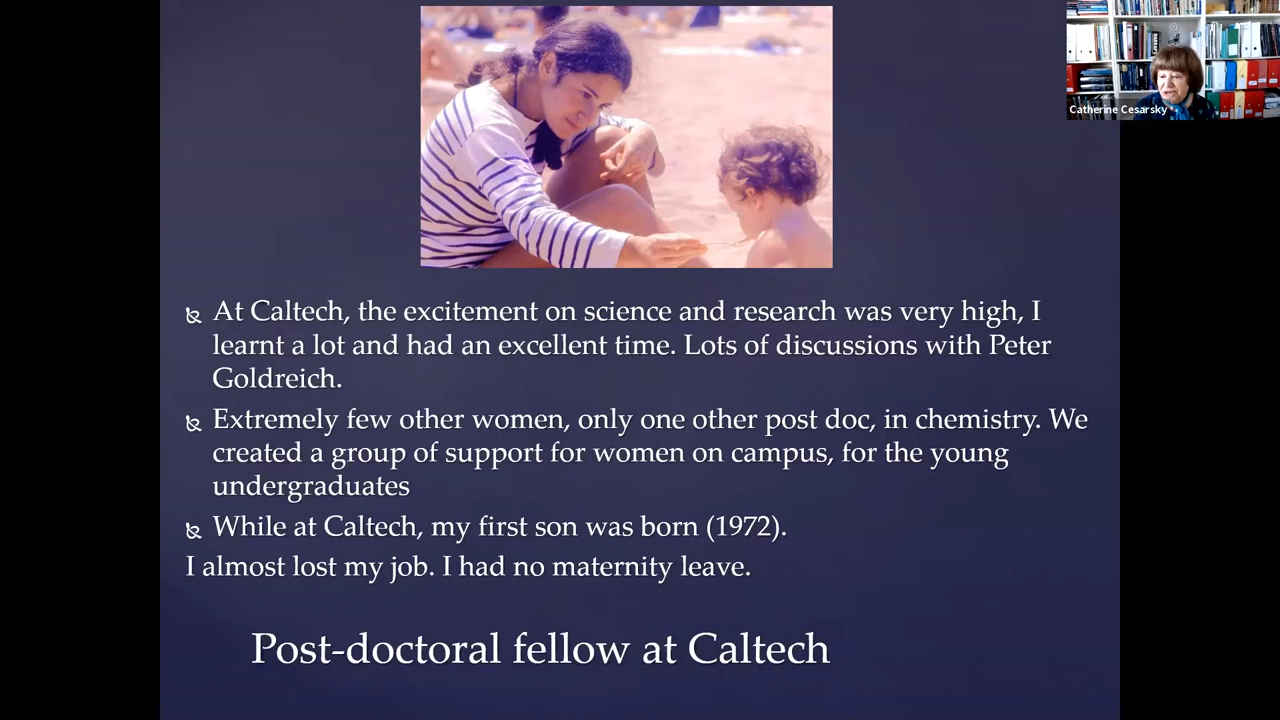 Catherine Cesarsky
At Caltech, the excitement on science and research was very high, I
learnt a lot and had an excellent time. Lots of discussions with Peter
Goldreich.
Extremely few other women, only one other post doc, in chemistry. We
created a group of support for women on campus, for the young
undergraduates
While at Caltech, my first son was born (1972).
I almost lost my job. I had no maternity leave.
Post-doctoral fellow at Caltech